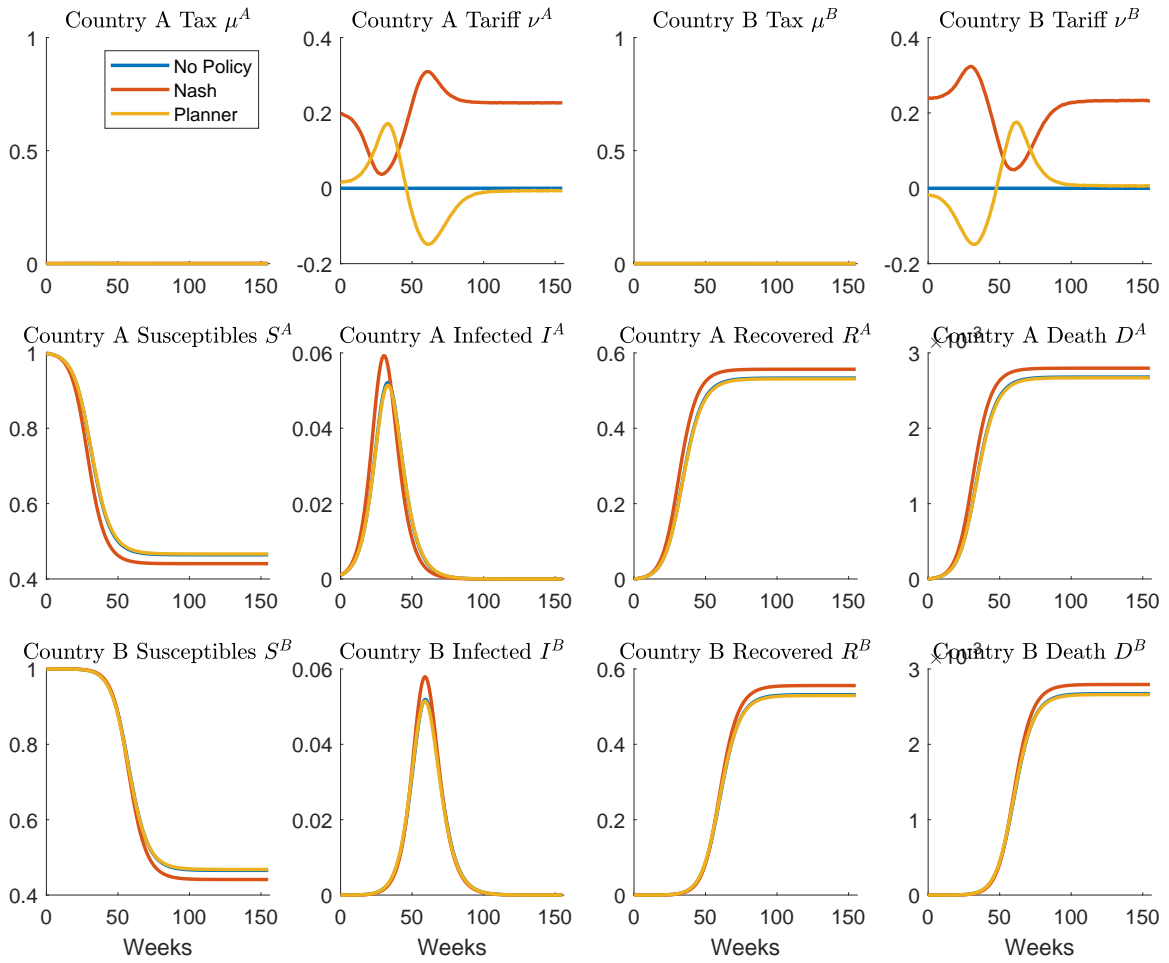 Country A Tax μ^A
Country A Tariff ν^A
Country B Tax μ^B
Country B Tariff ν^B
1
0.5
0
0 50 100 150
No Policy
Nash
Planner
0.4
0.2
0
-0.2
0 50 100 150
1
0.5
0
0 50 100 150
0.4
0.2
0
-0.2
0 50 100 150
Country A Susceptibles S^A
Country A Infected I^A
Country A Recovered R^A
Country A Death D^A
1
0.8
0.6
0.4
0 50 100 150
0.06
0.04
0.02
0
0 50 100 150
0.6
0.4
0.2
0
0 50 100 150
×10^-3
3
2
1
0
0 50 100 150
Country B Susceptibles S^B
Country B Infected I^B
Country B Recovered R^B
Country B Death D^B
1
0.8
0.6
0.4
0 50 100 150
Weeks
0.06
0.04
0.02
0
0 50 100 150
Weeks
0.6
0.4
0.2
0
0 50 100 150
Weeks
×10^-3
3
2
1
0
0 50 100 150
Weeks